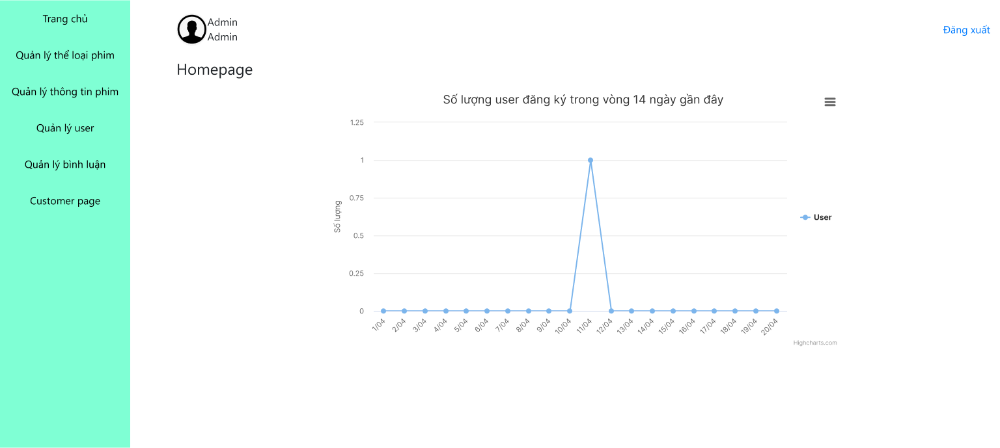 Trang chủ
Quản lý thể loại phim
Quản lý thông tin phim
Quản lý user
Quản lý bình luận
Customer page
Admin
Admin
Đăng xuất
Homepage
Số lượng user đăng ký trong vòng 14 ngày gần đây
Số lượng
1.25
1
0.75
0.5
0.25
0
1/04
2/04
3/04
4/04
5/04
6/04
7/04
8/04
9/04
10/04
11/04
12/04
13/04
14/04
15/04
16/04
17/04
18/04
19/04
20/04
User
Highcharts.com